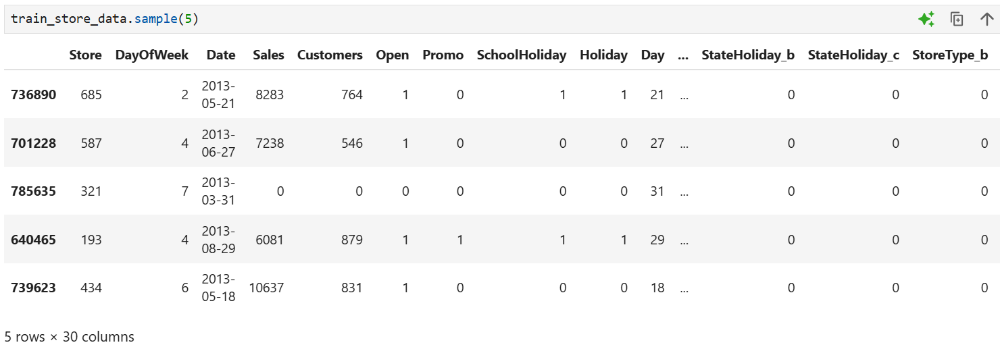 train_store_data.sample(5)
Store DayOfWeek Date Sales Customers Open Promo SchoolHoliday Holiday Day ... StateHoliday_b StateHoliday_c StoreType_b
736890 685 2 2013-05-21 8283 764 1 0 1 1 21 ... 0 0 0
701228 587 4 2013-06-27 7238 546 1 0 0 0 27 ... 0 0 0
785635 321 7 2013-03-31 0 0 0 0 0 0 31 ... 0 0 0
640465 193 4 2013-08-29 6081 879 1 1 1 1 29 ... 0 0 0
739623 434 6 2013-05-18 10637 831 1 0 0 0 18 ... 0 0 0
5 rows × 30 columns